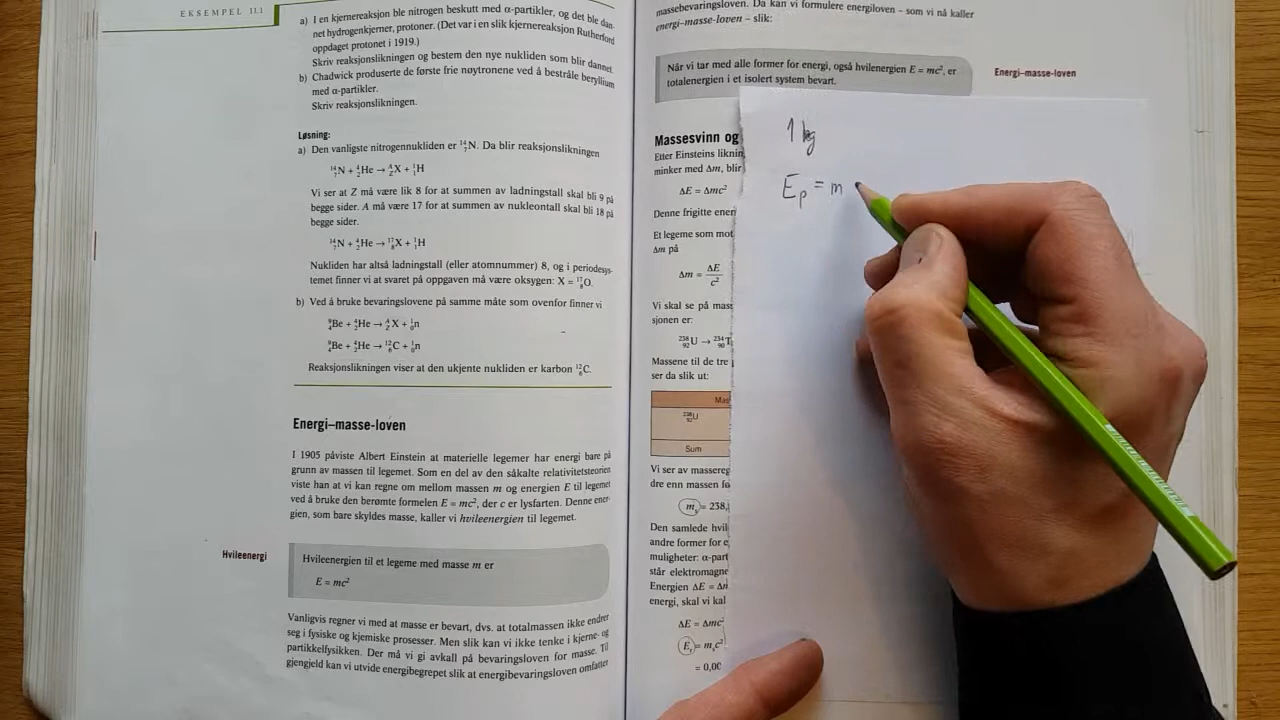 EKSEMPEL 11.1
a) I en kjernereaksjon ble nitrogen beskutt med α-partikler, og det ble dan-
net hydrogenkjerner, protoner. (Det var i en slik kjernereaksjon Rutherford
oppdaget protonet i 1919.)
Skriv reaksjonslikningen og bestem den nye nukliden som blir dannet.
b) Chadwick produserte de første frie nøytronene ved å bestråle beryllium
med α-partikler.
Skriv reaksjonslikningen.
Løsning:
a) Den vanligste nitrogennukliden er ¹⁴₇N. Da blir reaksjonslikningen
¹⁴₇N + ⁴₂He → ᴬ_Z X + ¹₁H
Vi ser at Z må være lik 8 for at summen av ladningstall skal bli 9 på
begge sider. A må være 17 for at summen av nukleontall skal bli 18 på
begge sider.
¹⁴₇N + ⁴₂He → ¹⁷₈X + ¹₁H
Nukliden har altså ladningstall (eller atomnummer) 8, og i periodesys-
temet finner vi at svaret på oppgaven må være oksygen: X = ¹⁷₈O.
b) Ved å bruke bevaringslovene på samme måte som ovenfor finner vi
⁹₄Be + ⁴₂He → ᴬ_Z X + ¹₀n
⁹₄Be + ⁴₂He → ¹²₆C + ¹₀n
Reaksjonslikningen viser at den ukjente nukliden er karbon ¹²₆C.
Energi–masse-loven
I 1905 påviste Albert Einstein at materielle legemer har energi bare på
grunn av massen til legemet. Som en del av den såkalte relativitetsteorien
viste han at vi kan regne om mellom massen m og energien E til legemet
ved å bruke den berømte formelen E = mc², der c er lysfarten. Denne ener-
gien, som bare skyldes masse, kaller vi hvileenergien til legemet.
Hvileenergi
Hvileenergien til et legeme med masse m er
E = mc²
Vanligvis regner vi med at masse er bevart, dvs. at totalmassen ikke endrer
seg i fysiske og kjemiske prosesser. Men slik kan vi ikke tenke i kjerne- og
partikkelfysikken. Der må vi gi avkall på bevaringsloven for masse. Til
gjengjeld kan vi utvide energibegrepet slik at energibevaringsloven omfatter
massebevaringsloven. Da kan vi formulere energiloven – som vi nå kaller
energi-masse-loven – slik:
Når vi tar med alle former for energi, også hvilenergien E = mc², er
totalenergien i et isolert system bevart.
Energi–masse-loven
Massesvinn og
Etter Einsteins
minker med Δm, blir
ΔE = Δmc²
Denne frigitte
Et legeme som
Δm på
Δm = ΔE/c²
Vi skal se på
sjonen er:
²³⁸₉₂U → ²³⁴₉₀
Massene til de tre
ser da slik ut:
²³⁸₉₂U
Sum
Vi ser av
dre enn massen
= 238,
Den samlede
andre former for
muligheter:
står
Energien ΔE =
energi, skal vi
ΔE = Δmc²
= 0,00
1 kg
Eₚ = m